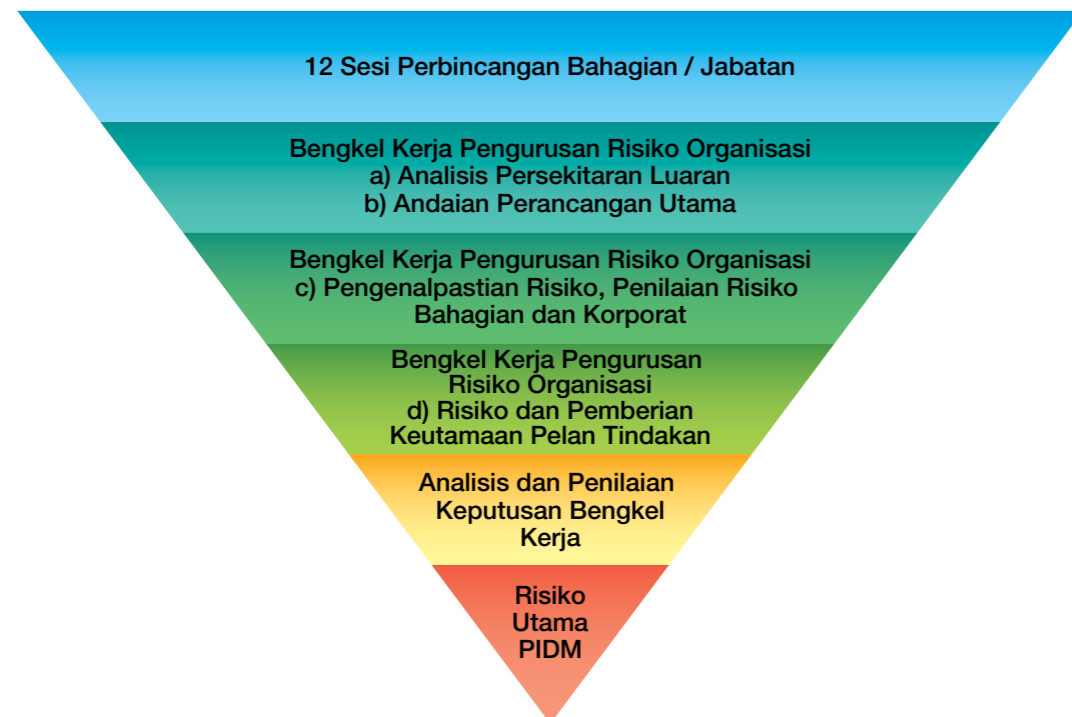 12 Sesi Perbincangan Bahagian / Jabatan
Bengkel Kerja Pengurusan Risiko Organisasi
a) Analisis Persekitaran Luaran
b) Andaian Perancangan Utama
Bengkel Kerja Pengurusan Risiko Organisasi
c) Pengenalpastian Risiko, Penilaian Risiko
Bahagian dan Korporat
Bengkel Kerja Pengurusan
Risiko Organisasi
d) Risiko dan Pemberian
Keutamaan Pelan Tindakan
Analisis dan Penilaian
Keputusan Bengkel
Kerja
Risiko
Utama
PIDM